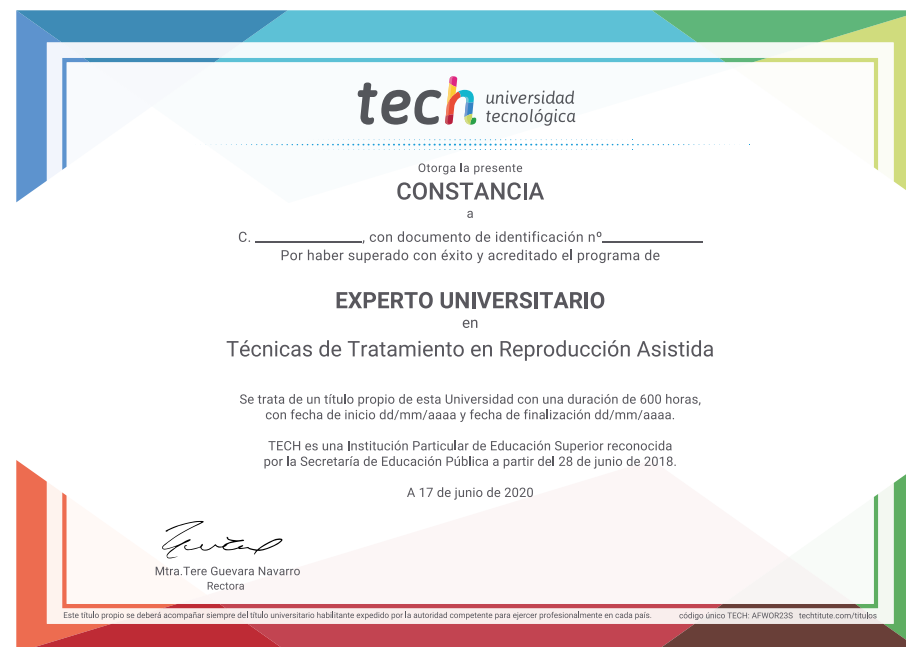 tech universidad
tecnológica
Otorga la presente
CONSTANCIA
a
C. ____________, con documento de identificación nº____________
Por haber superado con éxito y acreditado el programa de
EXPERTO UNIVERSITARIO
en
Técnicas de Tratamiento en Reproducción Asistida
Se trata de un título propio de esta Universidad con una duración de 600 horas,
con fecha de inicio dd/mm/aaaa y fecha de finalización dd/mm/aaaa.
TECH es una Institución Particular de Educación Superior reconocida
por la Secretaría de Educación Pública a partir del 28 de junio de 2018.
A 17 de junio de 2020
Mtra.Tere Guevara Navarro
Rectora
Este título propio se deberá acompañar siempre del título universitario habilitante expedido por la autoridad competente para ejercer profesionalmente en cada país. código único TECH: AFWOR23S techtitute.com/titulos